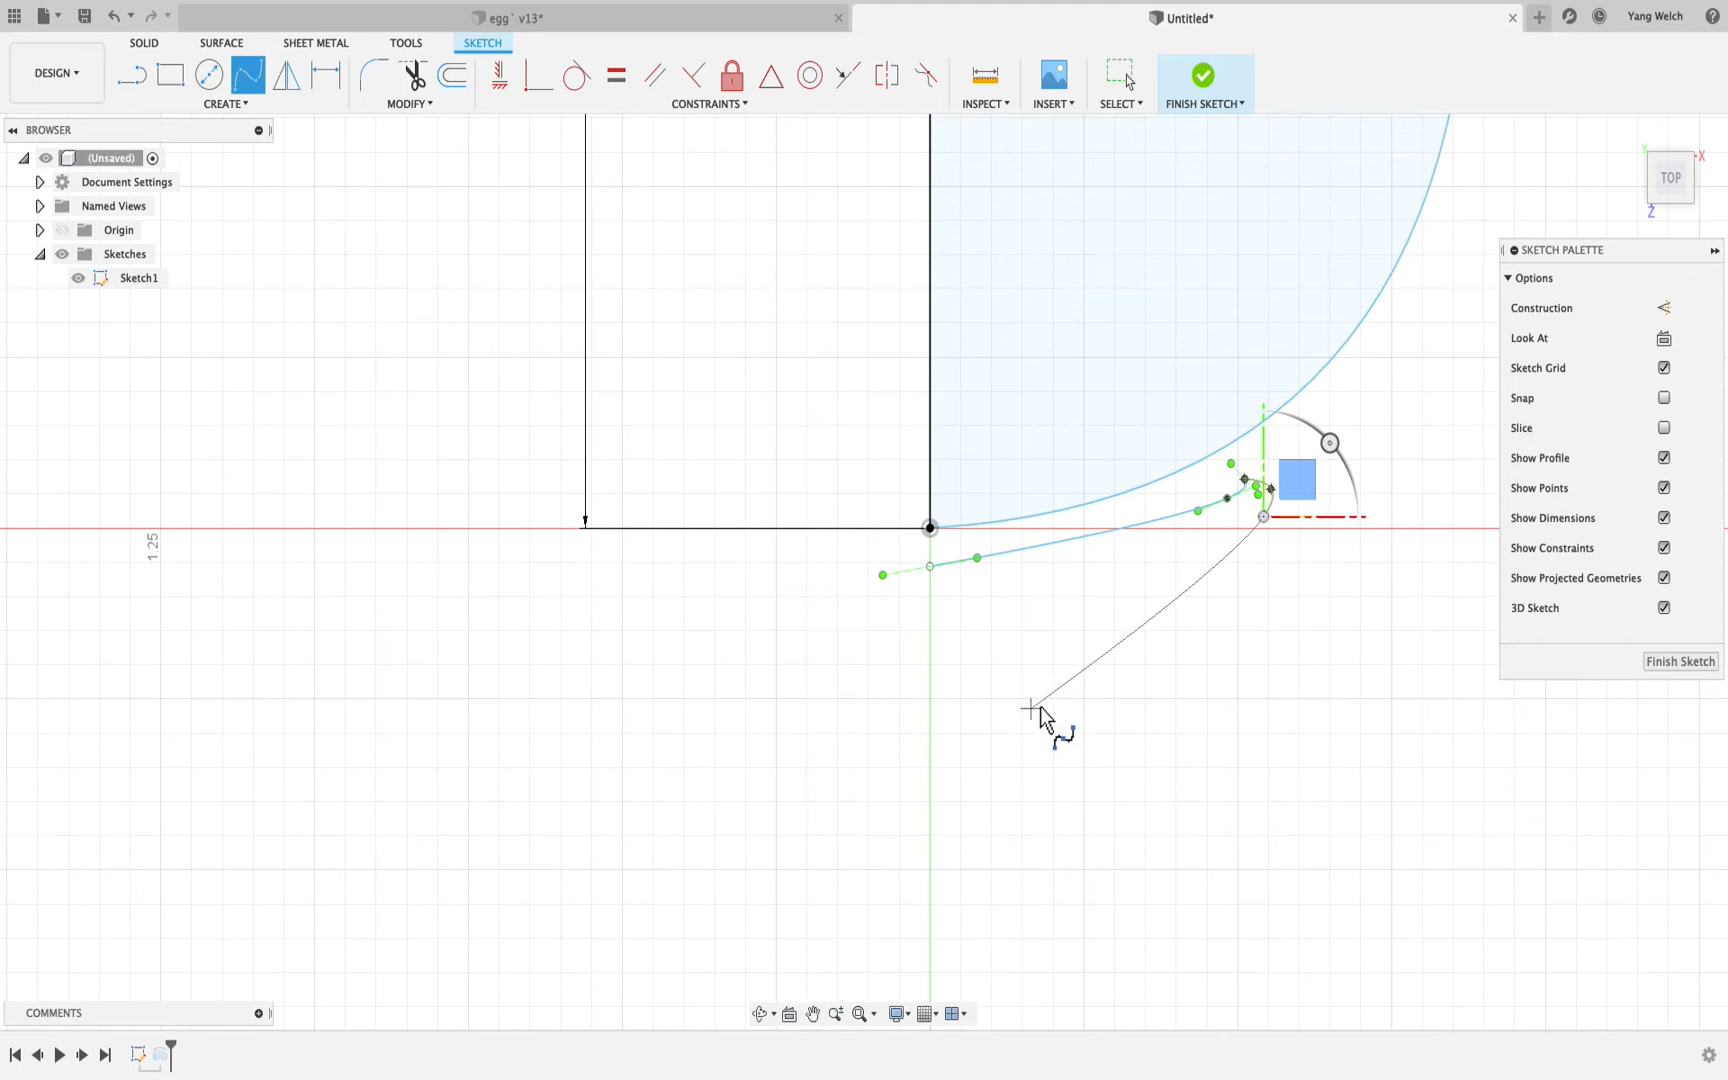 egg` v13*
Untitled*
Yang Welch
DESIGN
SOLID
SURFACE
SHEET METAL
TOOLS
SKETCH
CREATE
MODIFY
CONSTRAINTS
INSPECT
INSERT
SELECT
FINISH SKETCH
BROWSER
(Unsaved)
Document Settings
Named Views
Origin
Sketches
Sketch1
TOP
X
Y
Z
SKETCH PALETTE
Options
Construction
Look At
Sketch Grid
Snap
Slice
Show Profile
Show Points
Show Dimensions
Show Constraints
Show Projected Geometries
3D Sketch
Finish Sketch
1.25
COMMENTS